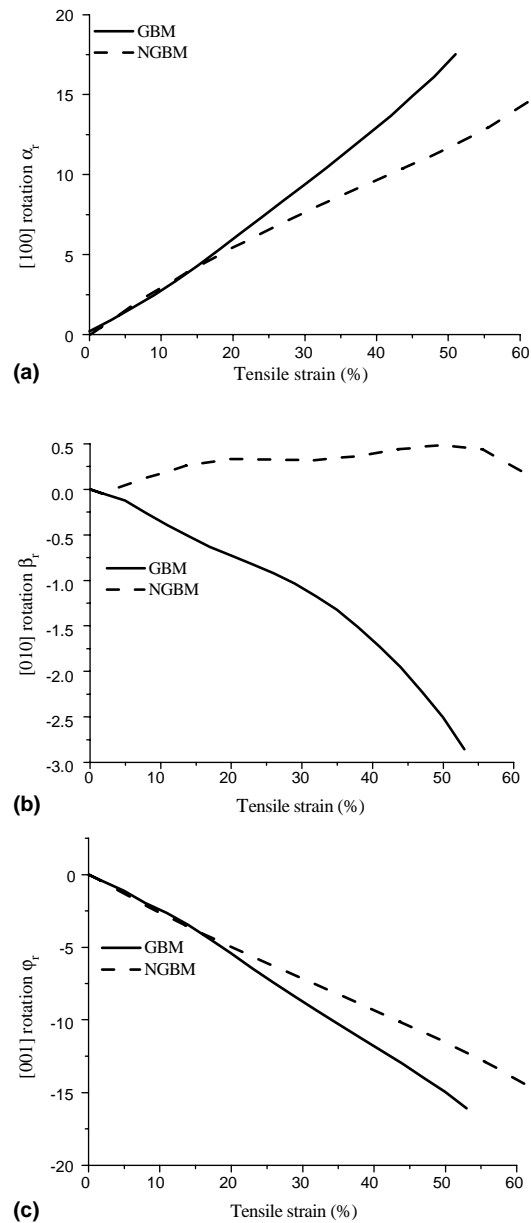 20
15
10
5
0
[100] rotation αr
GBM
NGBM
0 10 20 30 40 50 60
Tensile strain (%)
(a)
0.5
0.0
-0.5
-1.0
-1.5
-2.0
-2.5
-3.0
[010] rotation βr
GBM
NGBM
0 10 20 30 40 50 60
Tensile strain (%)
(b)
0
-5
-10
-15
-20
[001] rotation φr
GBM
NGBM
0 10 20 30 40 50 60
Tensile strain (%)
(c)